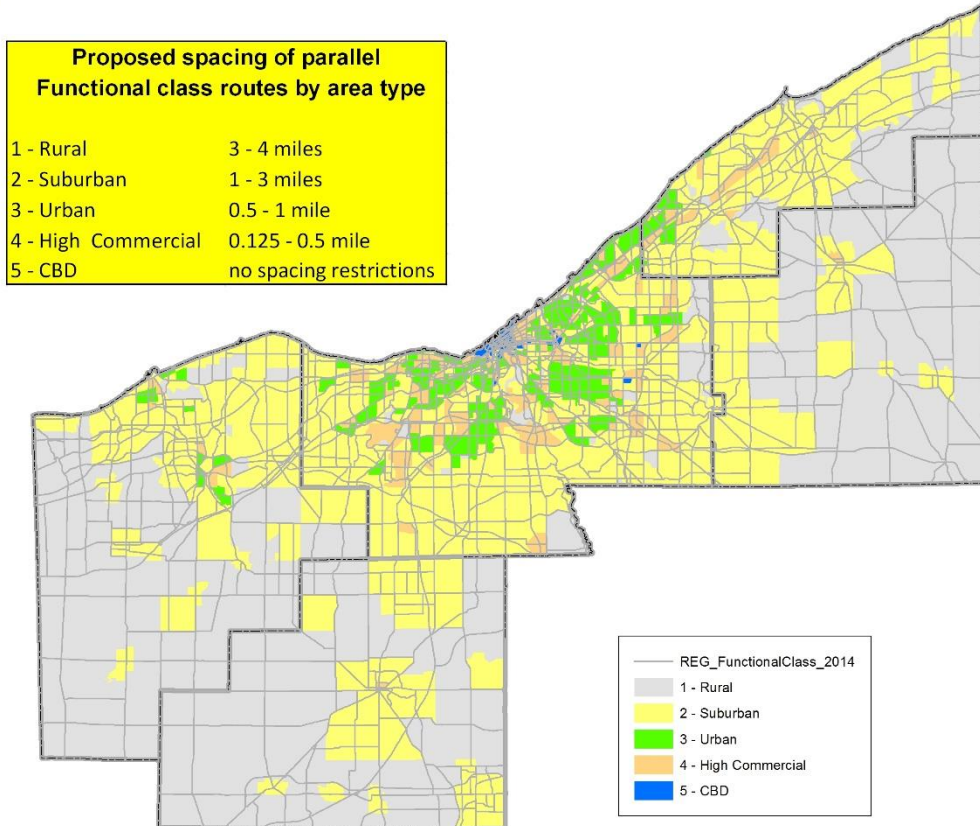 Proposed spacing of parallel
Functional class routes by area type
1 - Rural 3 - 4 miles
2 - Suburban 1 - 3 miles
3 - Urban 0.5 - 1 mile
4 - High Commercial 0.125 - 0.5 mile
5 - CBD no spacing restrictions
REG_FunctionalClass_2014
1 - Rural
2 - Suburban
3 - Urban
4 - High Commercial
5 - CBD